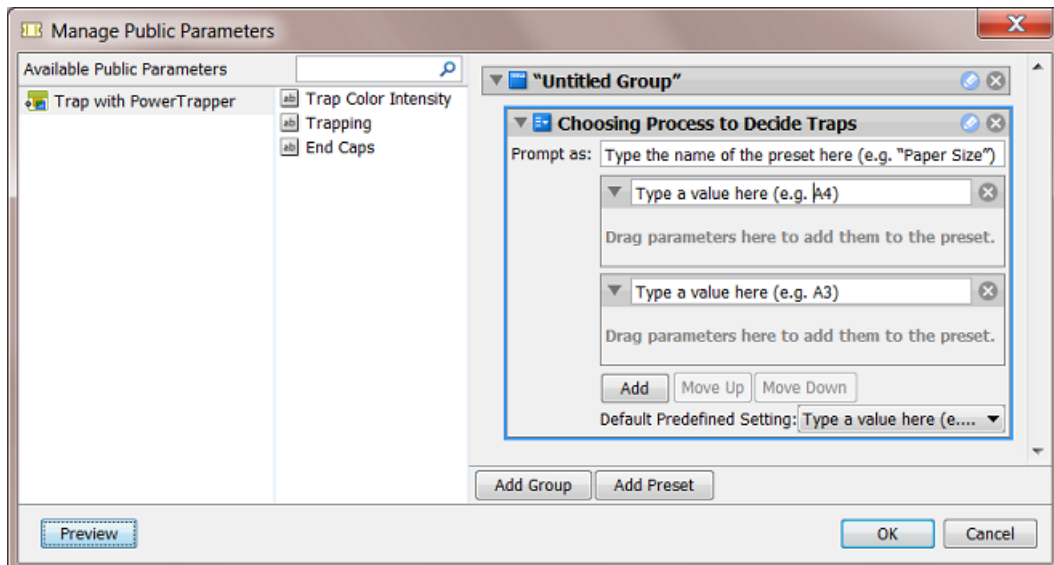 Manage Public Parameters
Available Public Parameters
Trap with PowerTrapper
Trap Color Intensity
Trapping
End Caps
"Untitled Group"
Choosing Process to Decide Traps
Prompt as: Type the name of the preset here (e.g. "Paper Size")
Type a value here (e.g. A4)
Drag parameters here to add them to the preset.
Type a value here (e.g. A3)
Drag parameters here to add them to the preset.
Add Move Up Move Down
Default Predefined Setting: Type a value here (e....
Add Group Add Preset
Preview OK Cancel